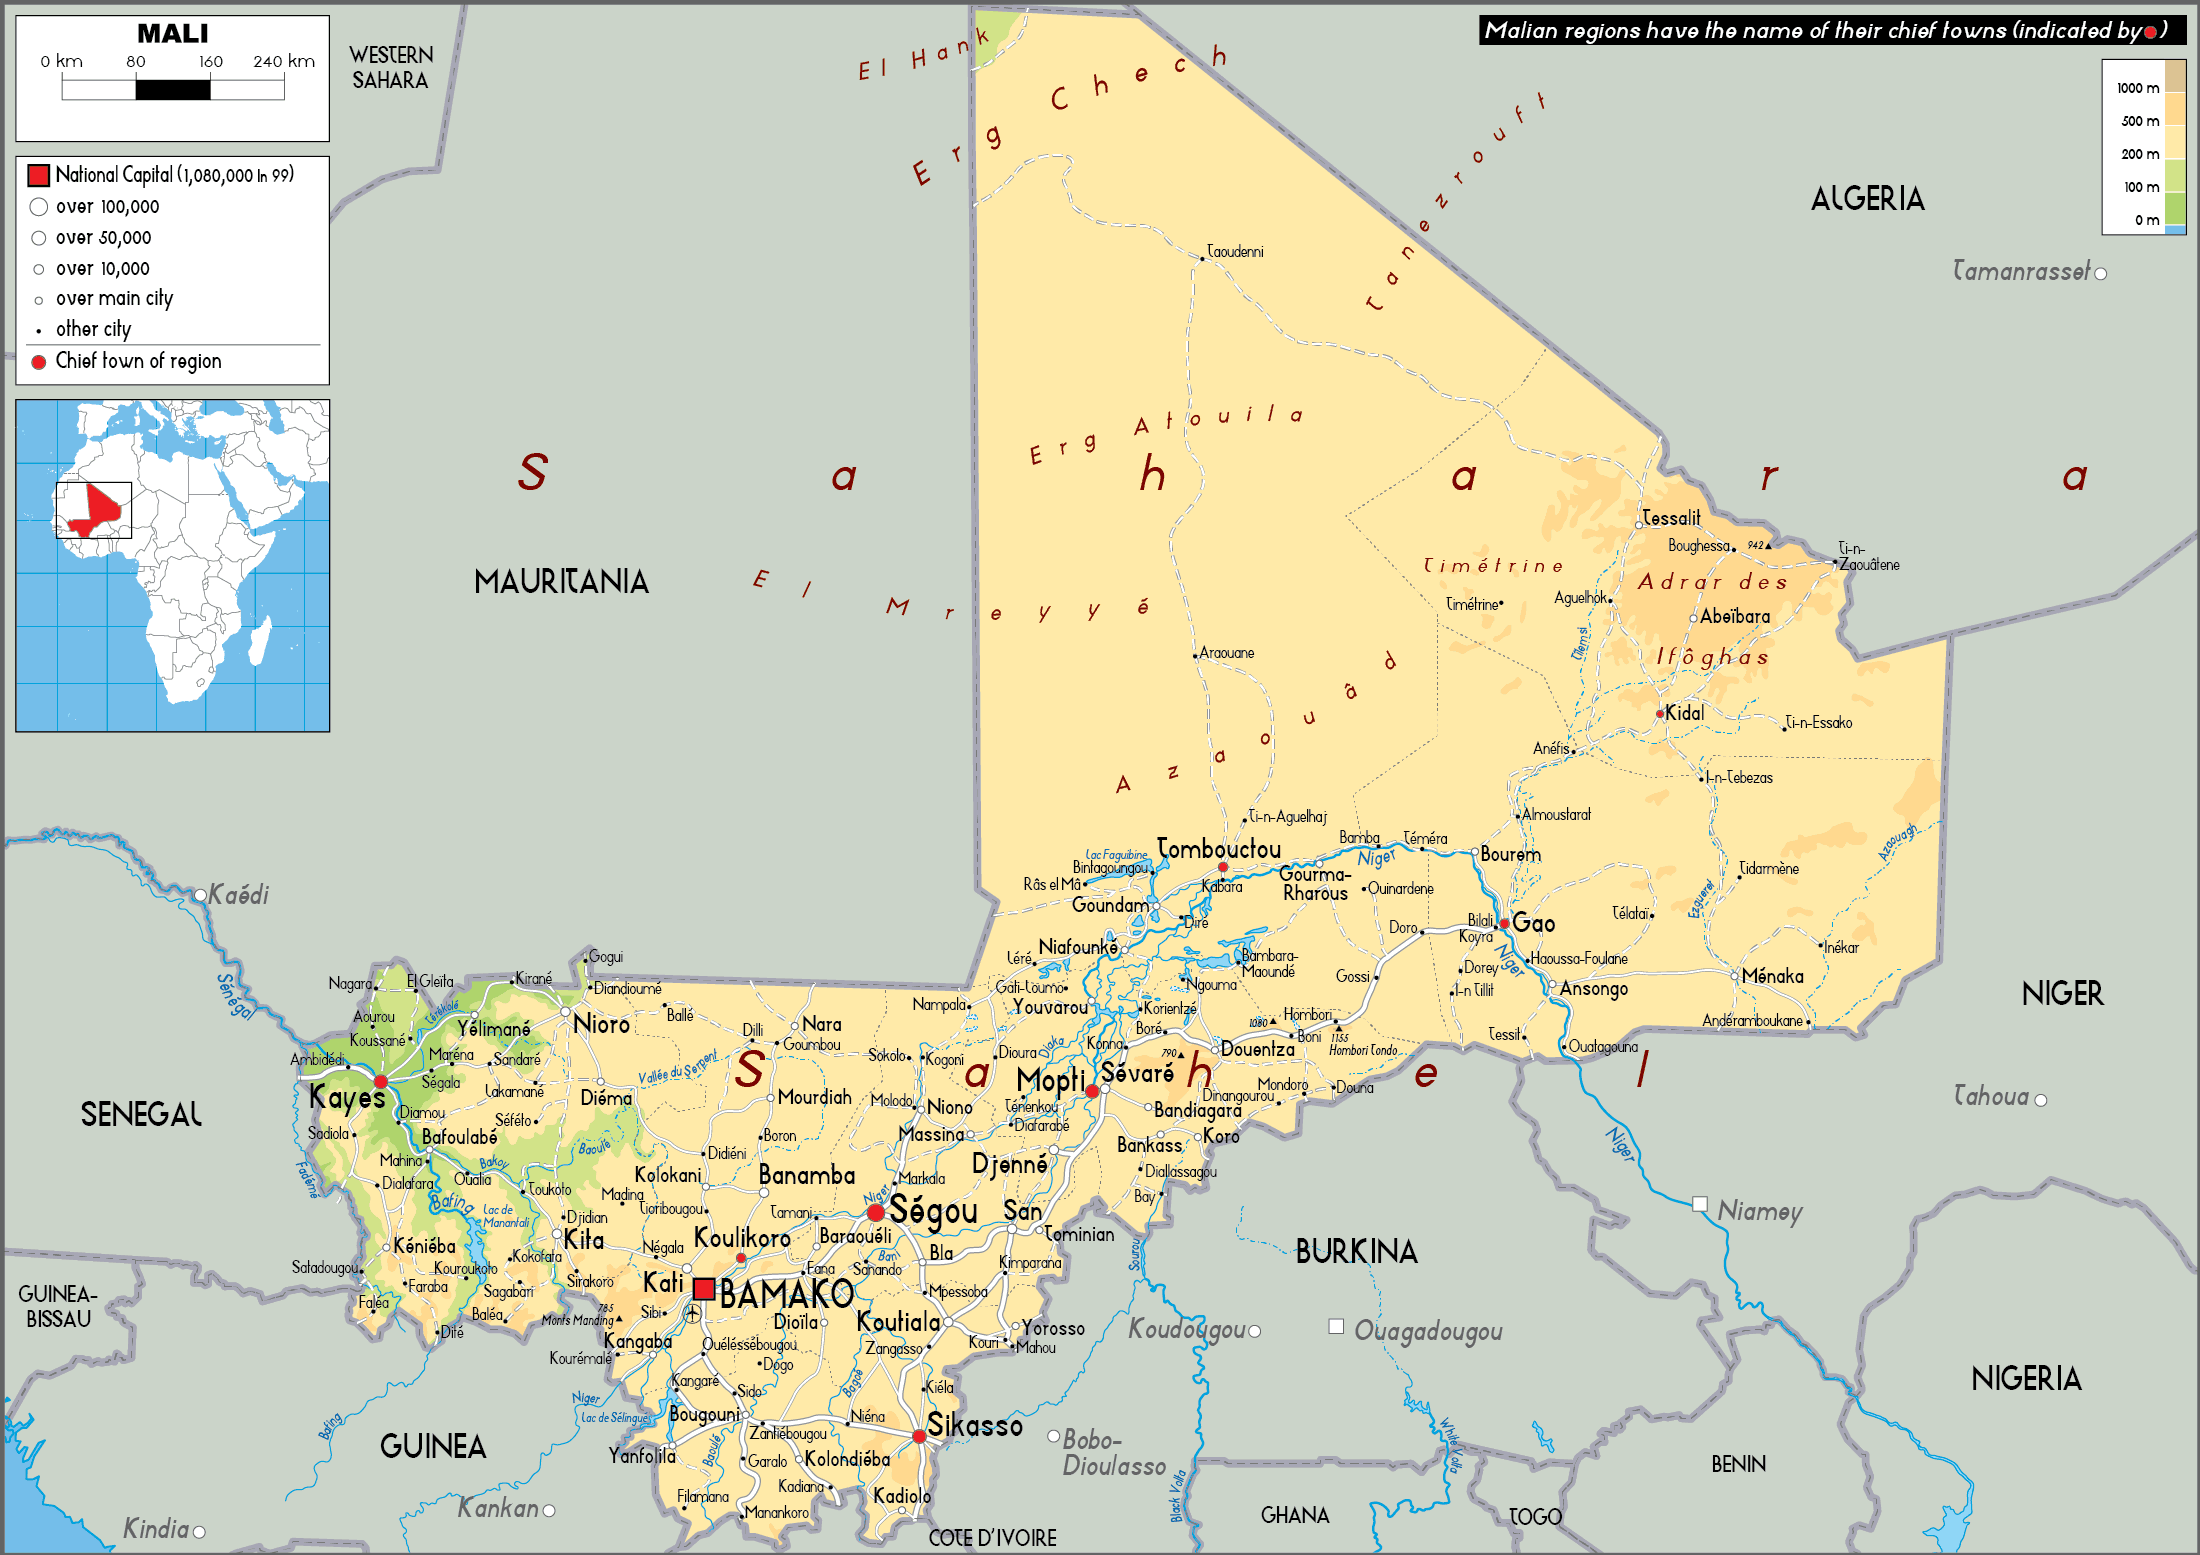 MALI
0 km 80 160 240 km
National Capital (1,080,000 In 99)
over 100,000
over 50,000
over 10,000
over main city
other city
Chief town of region
Malian regions have the name of their chief towns (indicated by )
1000 m
500 m
200 m
100 m
0 m
WESTERN
SAHARA
El Hank
Erg Chech
Tanezrouft
ALGERIA
Tamanrasset
Taoudenni
Erg Atouila
Sahara
MAURITANIA
El Mreyyé
Timétrine
Timétrine
Tessalit
Boughessa
942
Ti-n-
Zaouâtene
Adrar des
Ifôghas
Aguelhok
Abeïbara
Tilemsi
Araouane
Azaouâd
Kidal
Ti-n-Essako
Anéfis
I-n-Tebezas
Ti-n-Aguelhaj
Almoustarat
Tombouctou
Lac Faguibine
Bintagoungou
Râs el Mâ
Kabara
Bamba
Téméra
Niger
Bourem
Gourma-
Rharous
Ouinardene
Tidarmène
Azaouagh
Ezgueret
Goundam
Diré
Bilali
Koyra
Gao
Télataï
Doro
Niafounké
Léré
Bambara-
Maoundé
Haoussa-Foulane
Inékar
Ménaka
Dorey
Gossi
I-n Tillit
Niger
Ansongo
Gâti-Loumo
Ngouma
Nampala
Youvarou
Korientzé
NIGER
Andéramboukane
Kaédi
Sénégal
Gogui
Nagara
El Gleïta
Kirané
Diandioumé
Térékolé
Aourou
Koussané
Yélimané
Nioro
Ballé
Dilli
Nara
Goumbou
Ambidédi
Maréna
Sandaré
Ségala
Lakamané
Kayes
Diéma
Vallée du Serpent
Sokolo
Kogoni
Dioura
Diaka
Boré
Konna
790
1080
Hombori
Boni
1155
Hombori Tondo
Douentza
Tessit
Ouatagouna
Sahel
Mopti
Sévaré
Mondoro
Dinangourou
Douna
SENEGAL
Diamou
Séféto
Mourdiah
Molodo
Niono
Ténenkou
Diafarabé
Bandiagara
Tahoua
Sadiola
Bafoulabé
Mahina
Bakoy
Baoulé
Boron
Didiéni
Massina
Bankass
Koro
Niger
Falémé
Dialafara
Oualia
Toukoto
Kolokani
Banamba
Markala
Djenné
Diallassagou
Bay
Bafing
Lac de
Manantali
Madina
Tioribougou
Djidian
Tamani
Niger
Ségou
San
Niamey
Kéniéba
Kita
Négala
Koulikoro
Baraouéli
Bla
Tominian
Kokofata
Satadougou
Kouroukoto
Faraba
Sagabari
Sirakoro
Kati
BAMAKO
Fana
Bani
Sanando
Kimparana
Sourou
BURKINA
GUINEA-
BISSAU
Faléa
Baléa
785
Monts Manding
Sibi
Mpessoba
Dité
Kangaba
Dioïla
Koutiala
Yorosso
Koudougou
Ouagadougou
Kourémalé
Ouéléssébougou
Dogo
Zangasso
Kouri
Mahou
Kangaré
Sido
Bagoé
Kiéla
NIGERIA
Niger
Lac de Sélingué
Bougouni
Niéna
Sikasso
Bafing
GUINEA
Zantiébougou
White Volta
Bobo-
Dioulasso
Yanfolila
Baoulé
Garalo
Kolondiéba
BENIN
Kadiana
Kadiolo
Filamana
Manankoro
Black Volta
Kankan
Kindia
COTE D'IVOIRE
GHANA
TOGO